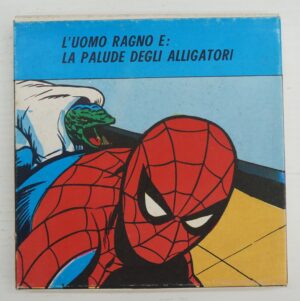 L'UOMO RAGNO E:
LA PALUDE DEGLI ALLIGATORI